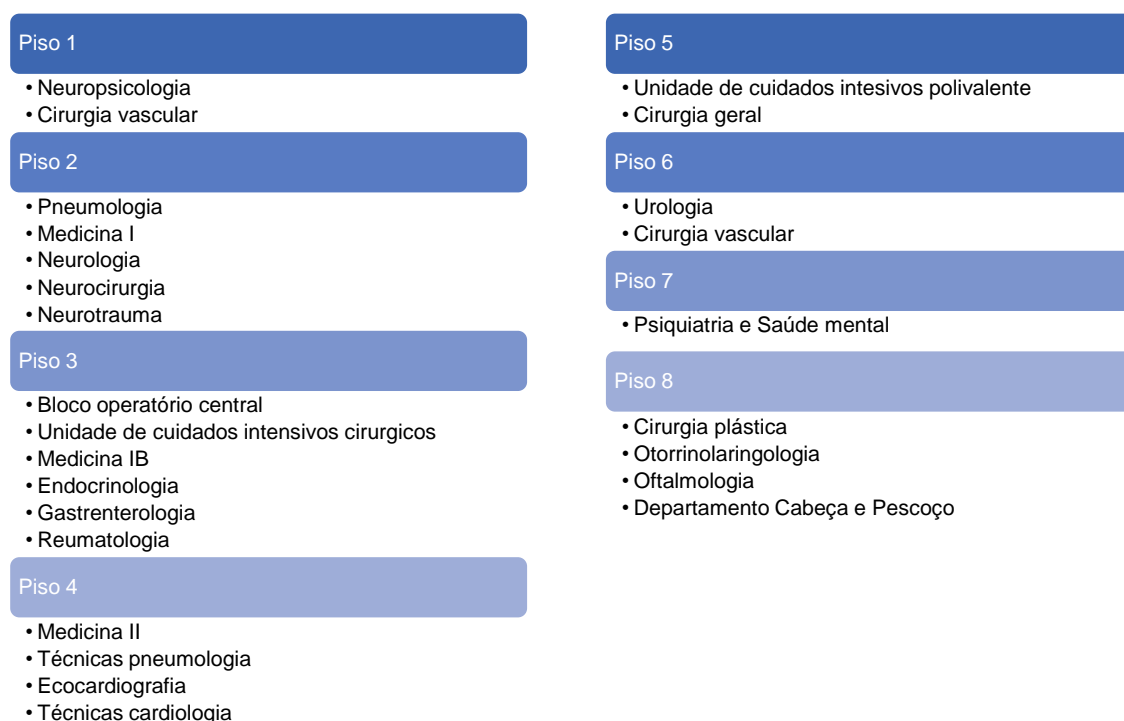 Piso 1
• Neuropsicologia
• Cirurgia vascular
Piso 2
• Pneumologia
• Medicina I
• Neurologia
• Neurocirurgia
• Neurotrauma
Piso 3
• Bloco operatório central
• Unidade de cuidados intensivos cirurgicos
• Medicina IB
• Endocrinologia
• Gastrenterologia
• Reumatologia
Piso 4
• Medicina II
• Técnicas pneumologia
• Ecocardiografia
• Técnicas cardiologia
Piso 5
• Unidade de cuidados intesivos polivalente
• Cirurgia geral
Piso 6
• Urologia
• Cirurgia vascular
Piso 7
• Psiquiatria e Saúde mental
Piso 8
• Cirurgia plástica
• Otorrinolaringologia
• Oftalmologia
• Departamento Cabeça e Pescoço